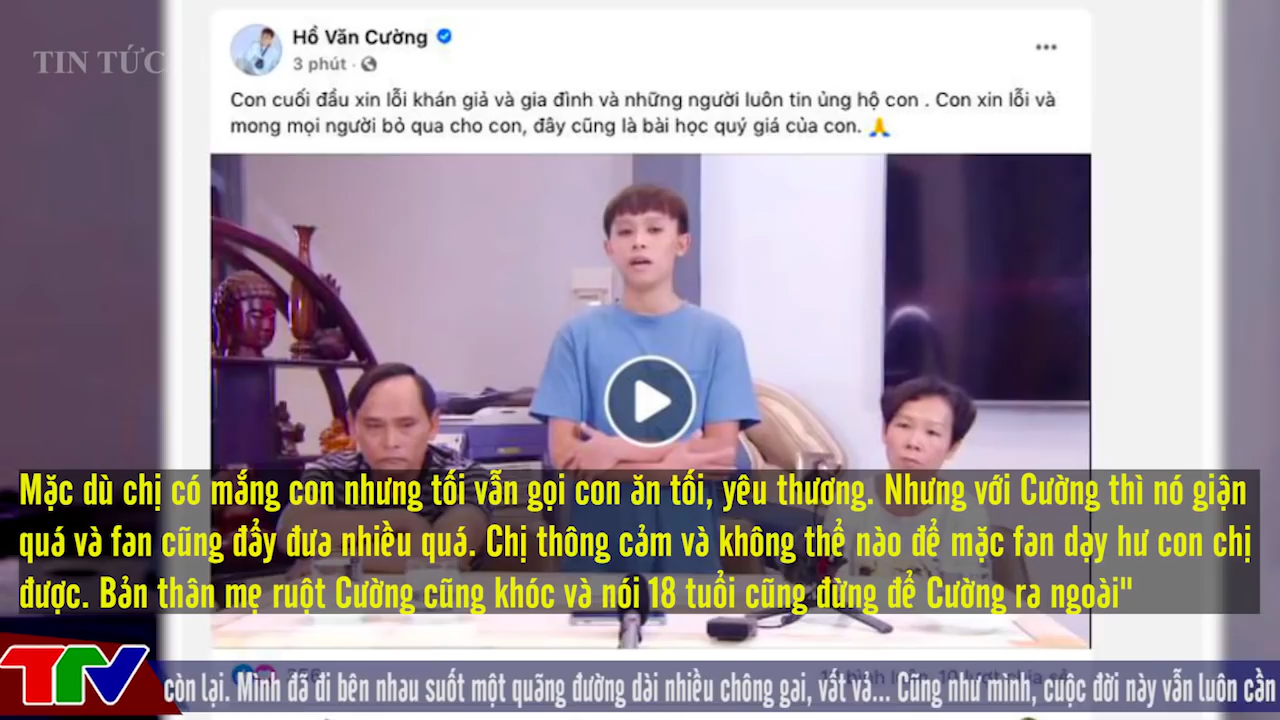 TIN TỨC
Hồ Văn Cường
3 phút ·
Con cuối đầu xin lỗi khán giả và gia đình và những người luôn tin ủng hộ con . Con xin lỗi và
mong mọi người bỏ qua cho con, đây cũng là bài học quý giá của con. 🙏
Mặc dù chị có mắng con nhưng tối vẫn gọi con ăn tối, yêu thương. Nhưng với Cường thì nó giận
quá và fan cũng đẩy đưa nhiều quá. Chị thông cảm và không thể nào để mặc fan dạy hư con chị
được. Bản thân mẹ ruột Cường cũng khóc và nói 18 tuổi cũng đừng để Cường ra ngoài"
TTV
còn lại. Mình đã đi bên nhau suốt một quãng đường dài nhiều chông gai, vất vả... Cũng như mình, cuộc đời này vẫn luôn cần